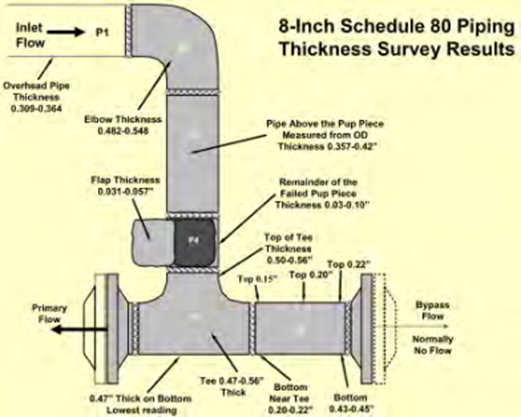 8-Inch Schedule 80 Piping
Thickness Survey Results
Inlet
Flow
P1
Overhead Pipe
Thickness
0.309-0.364
Elbow Thickness
0.482-0.548
Pipe Above the Pup Piece
Measured from OD
Thickness 0.357-0.42"
Flap Thickness
0.031-0.057"
Remainder of the
Failed Pup Piece
Thickness 0.03-0.10"
P4
Top of Tee
Thickness
0.50-0.56"
Top 0.15"
Top 0.20"
Top 0.22"
Primary
Flow
Bypass
Flow
Normally
No Flow
0.47" Thick on Bottom
Lowest reading
Tee 0.47-0.56"
Thick
Bottom
Near Tee
0.20-0.22"
Bottom
0.43-0.45"